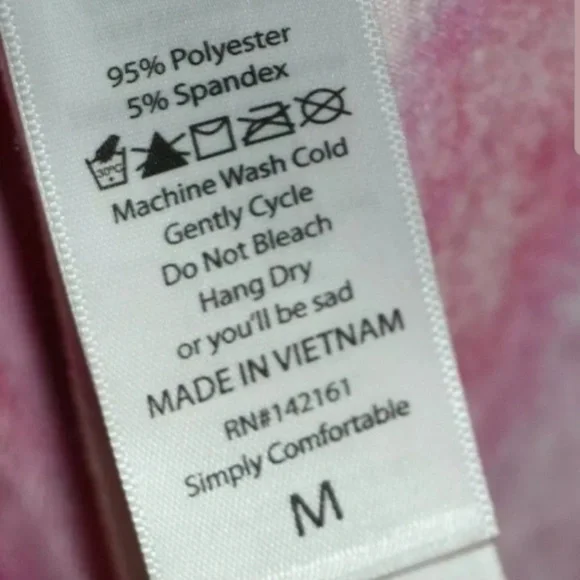 95% Polyester
5% Spandex
30°C
Machine Wash Cold
Gently Cycle
Do Not Bleach
Hang Dry
or you'll be sad
MADE IN VIETNAM
RN#142161
Simply Comfortable
M